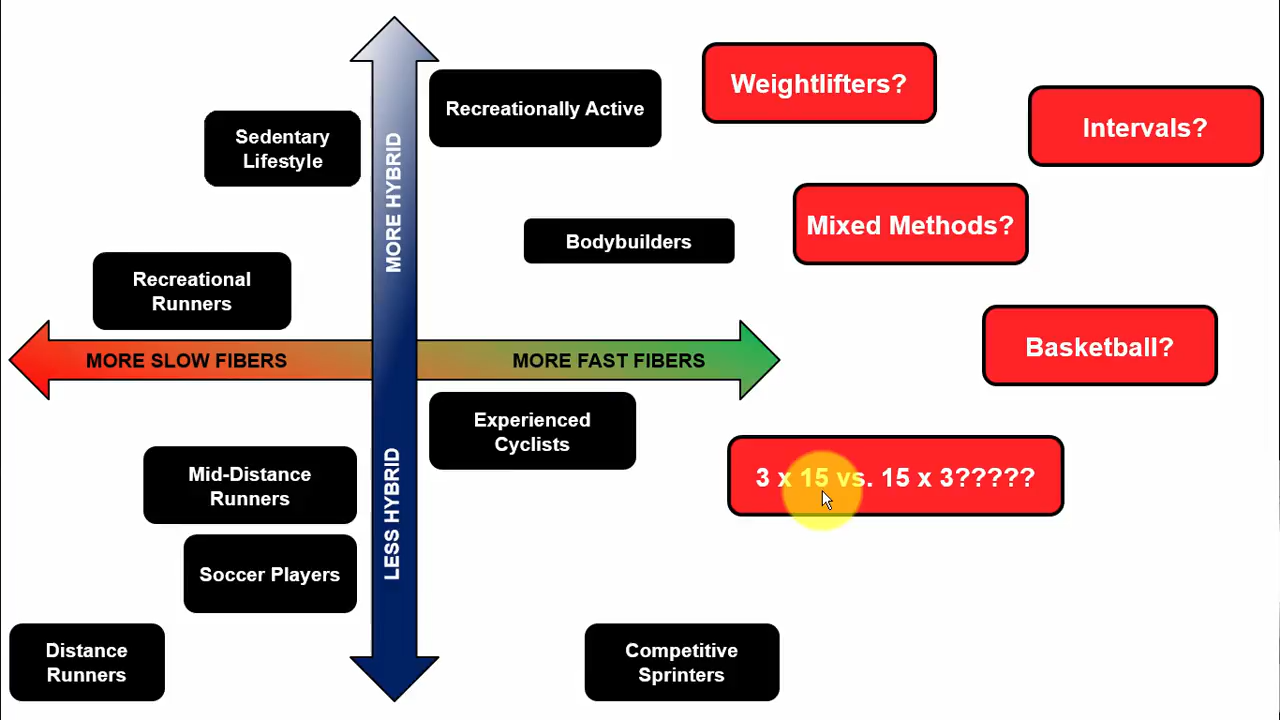 Recreationally Active
Weightlifters?
Intervals?
Sedentary
Lifestyle
MORE HYBRID
Mixed Methods?
Bodybuilders
Recreational
Runners
MORE SLOW FIBERS
MORE FAST FIBERS
Basketball?
Experienced
Cyclists
Mid-Distance
Runners
LESS HYBRID
3 x 15 vs. 15 x 3?????
Soccer Players
Distance
Runners
Competitive
Sprinters